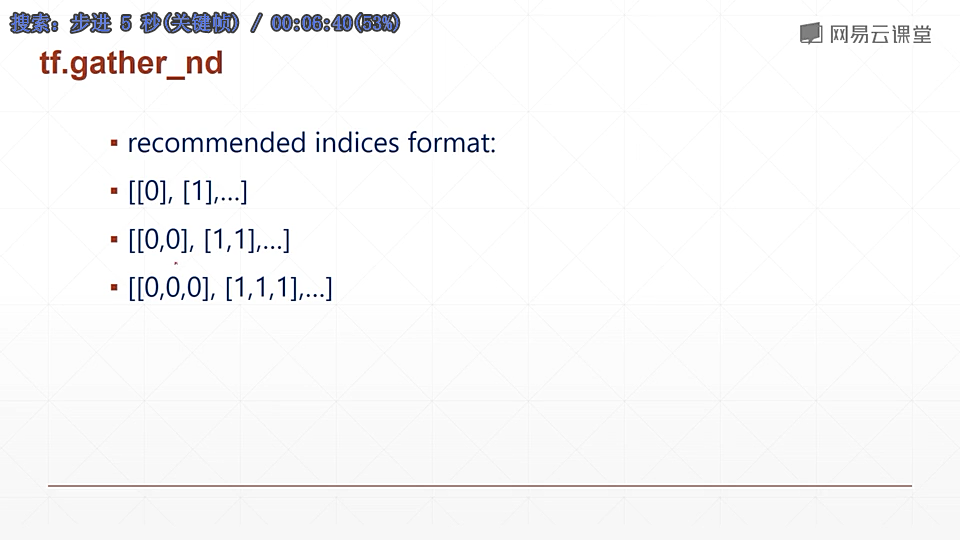 搜索: 步进 5 秒(关键帧) / 00:06:40(53%)
网易云课堂
tf.gather_nd
▪ recommended indices format:
▪ [[0], [1],…]
▪ [[0,0], [1,1],…]
▪ [[0,0,0], [1,1,1],…]